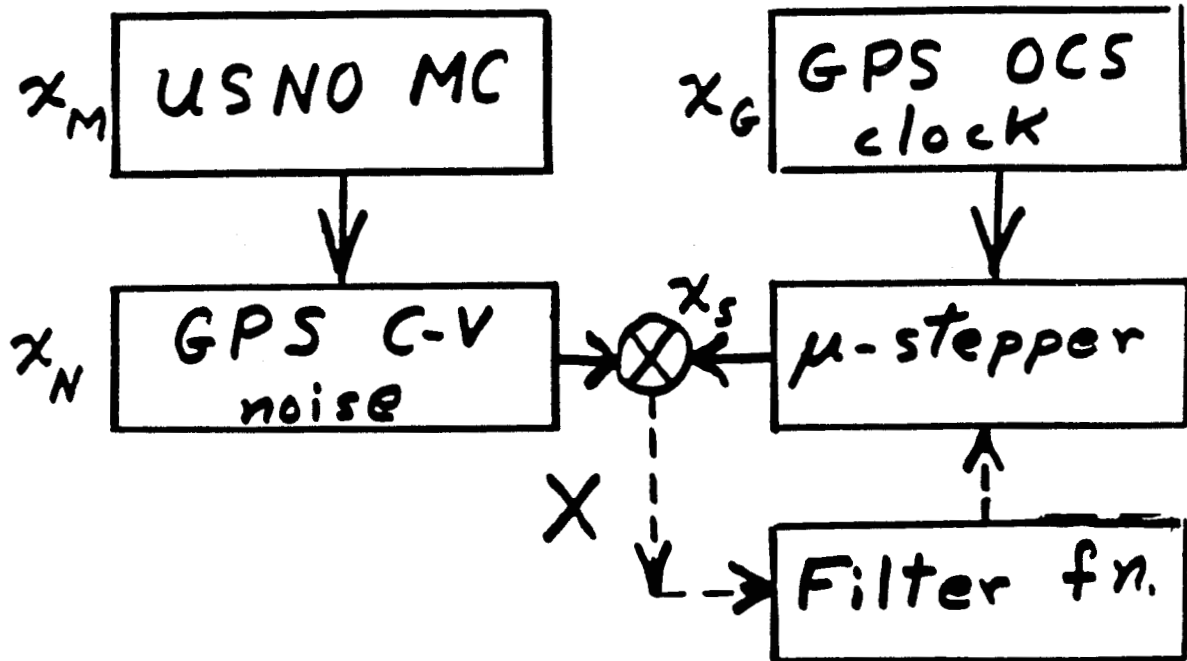 x_M
USNO MC
x_G
GPS OCS
clock
x_N
GPS C-V
noise
x_S
μ-stepper
X
Filter fn.